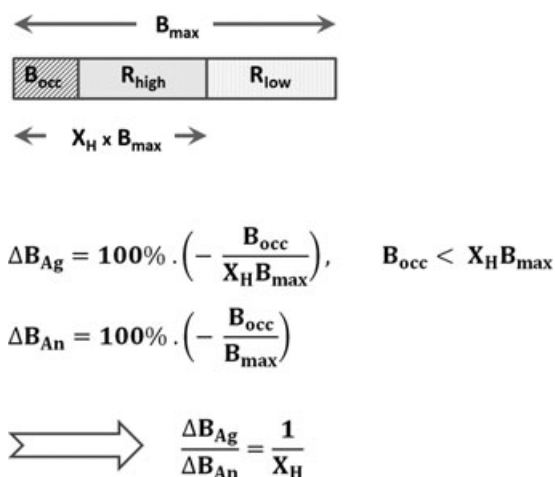 B_max
B_occ R_high R_low
X_H x B_max
ΔB_Ag = 100% . (− B_occ / X_H B_max), B_occ < X_H B_max
ΔB_An = 100% . (− B_occ / B_max)
ΔB_Ag / ΔB_An = 1 / X_H